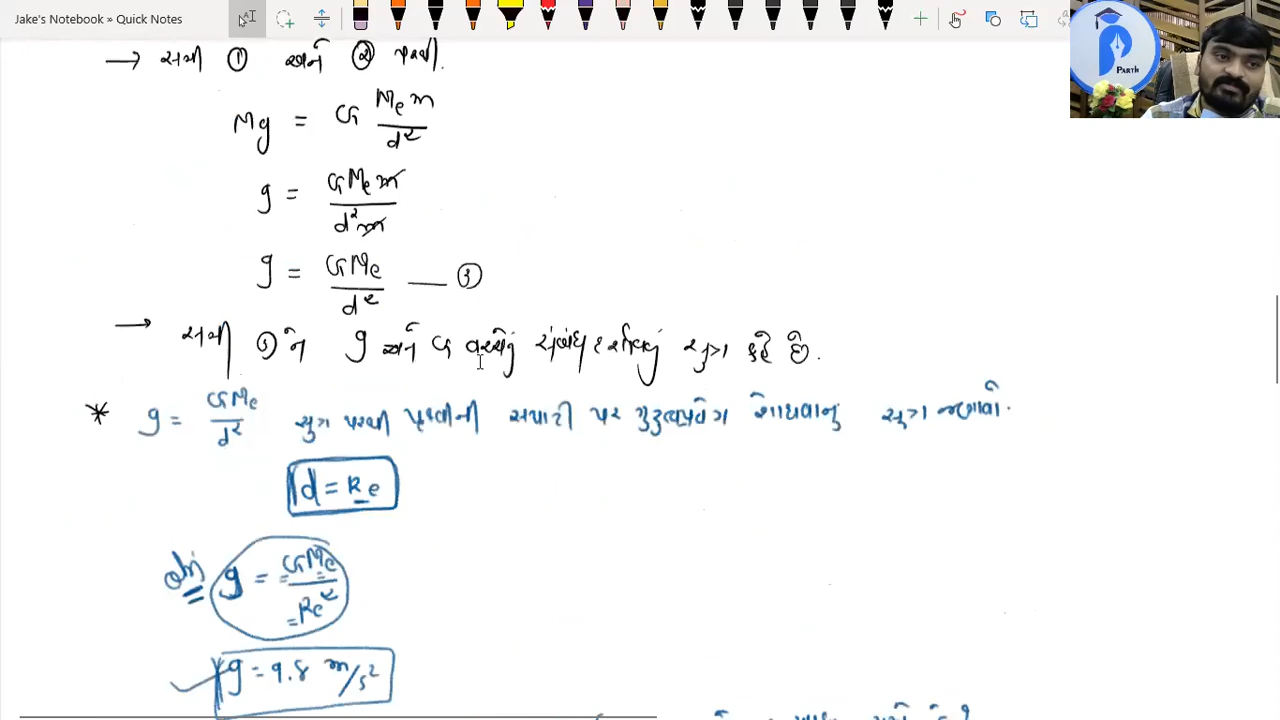 Jake's Notebook » Quick Notes
Parth
→ સમી ① અને ② પરથી.
Mg = G Mem/d²
g = GMem/d²m
g = GMe/d² — ③
→ સમી ③ ને g અને G વચ્ચેનું સંબંધ દર્શાવતું સુત્ર કહે છે.
* g = GMe/d² સુત્ર પરથી પૃથ્વીની સપાટી પર ગુરુત્વપ્રવેગ શોધવાનું સૂત્ર જણાવો.
d = Re
g = GMe/Re²
g = 9.8 m/s²